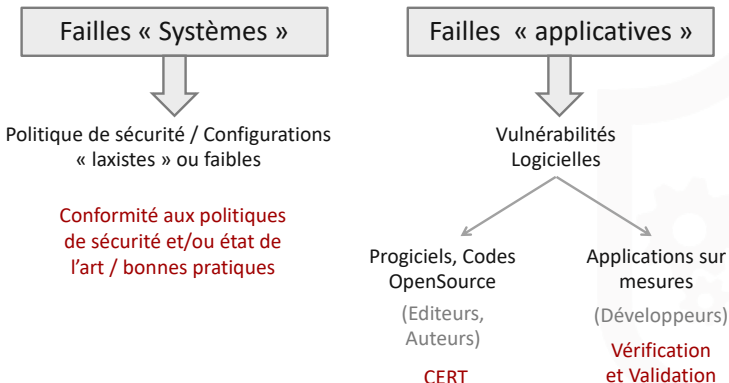 Failles « Systèmes »
Politique de sécurité / Configurations
« laxistes » ou faibles
Conformité aux politiques
de sécurité et/ou état de
l’art / bonnes pratiques
Failles « applicatives »
Vulnérabilités
Logicielles
Progiciels, Codes
OpenSource
(Editeurs,
Auteurs)
CERT
Applications sur
mesures
(Développeurs)
Vérification
et Validation